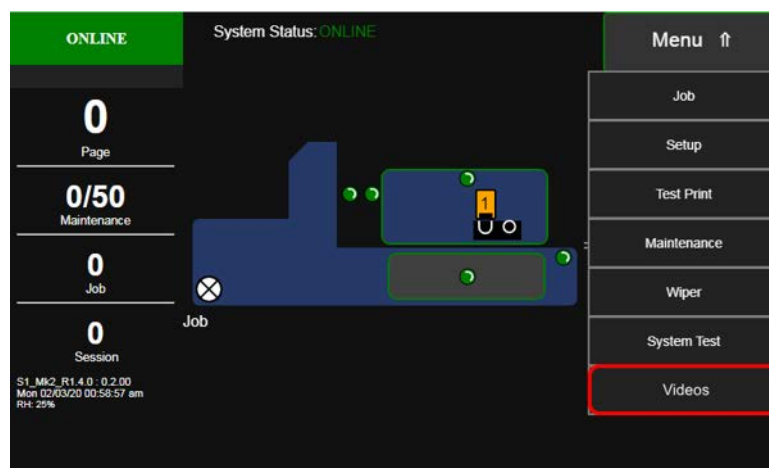 ONLINE
System Status: ONLINE
Menu ⇑
0
Page
0/50
Maintenance
0
Job
0
Session
S1_Mk2_R1.4.0 : 0.2.00
Mon 02/03/20 00:58:57 am
RH: 25%
1
Job
Job
Setup
Test Print
Maintenance
Wiper
System Test
Videos